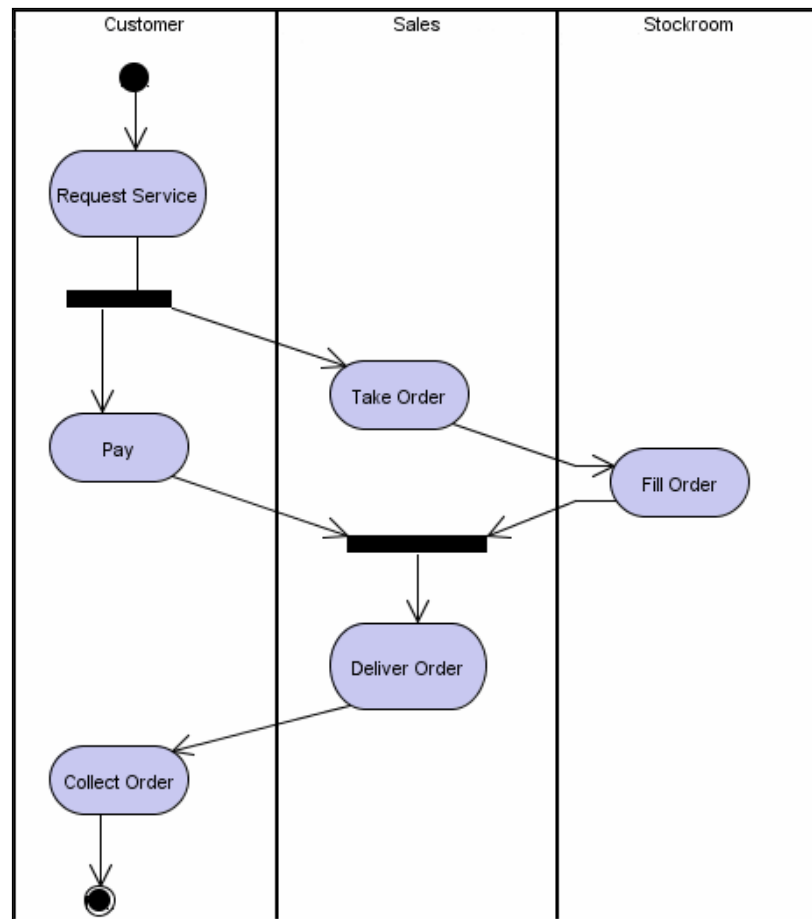 Customer
Sales
Stockroom
Request Service
Take Order
Pay
Fill Order
Deliver Order
Collect Order